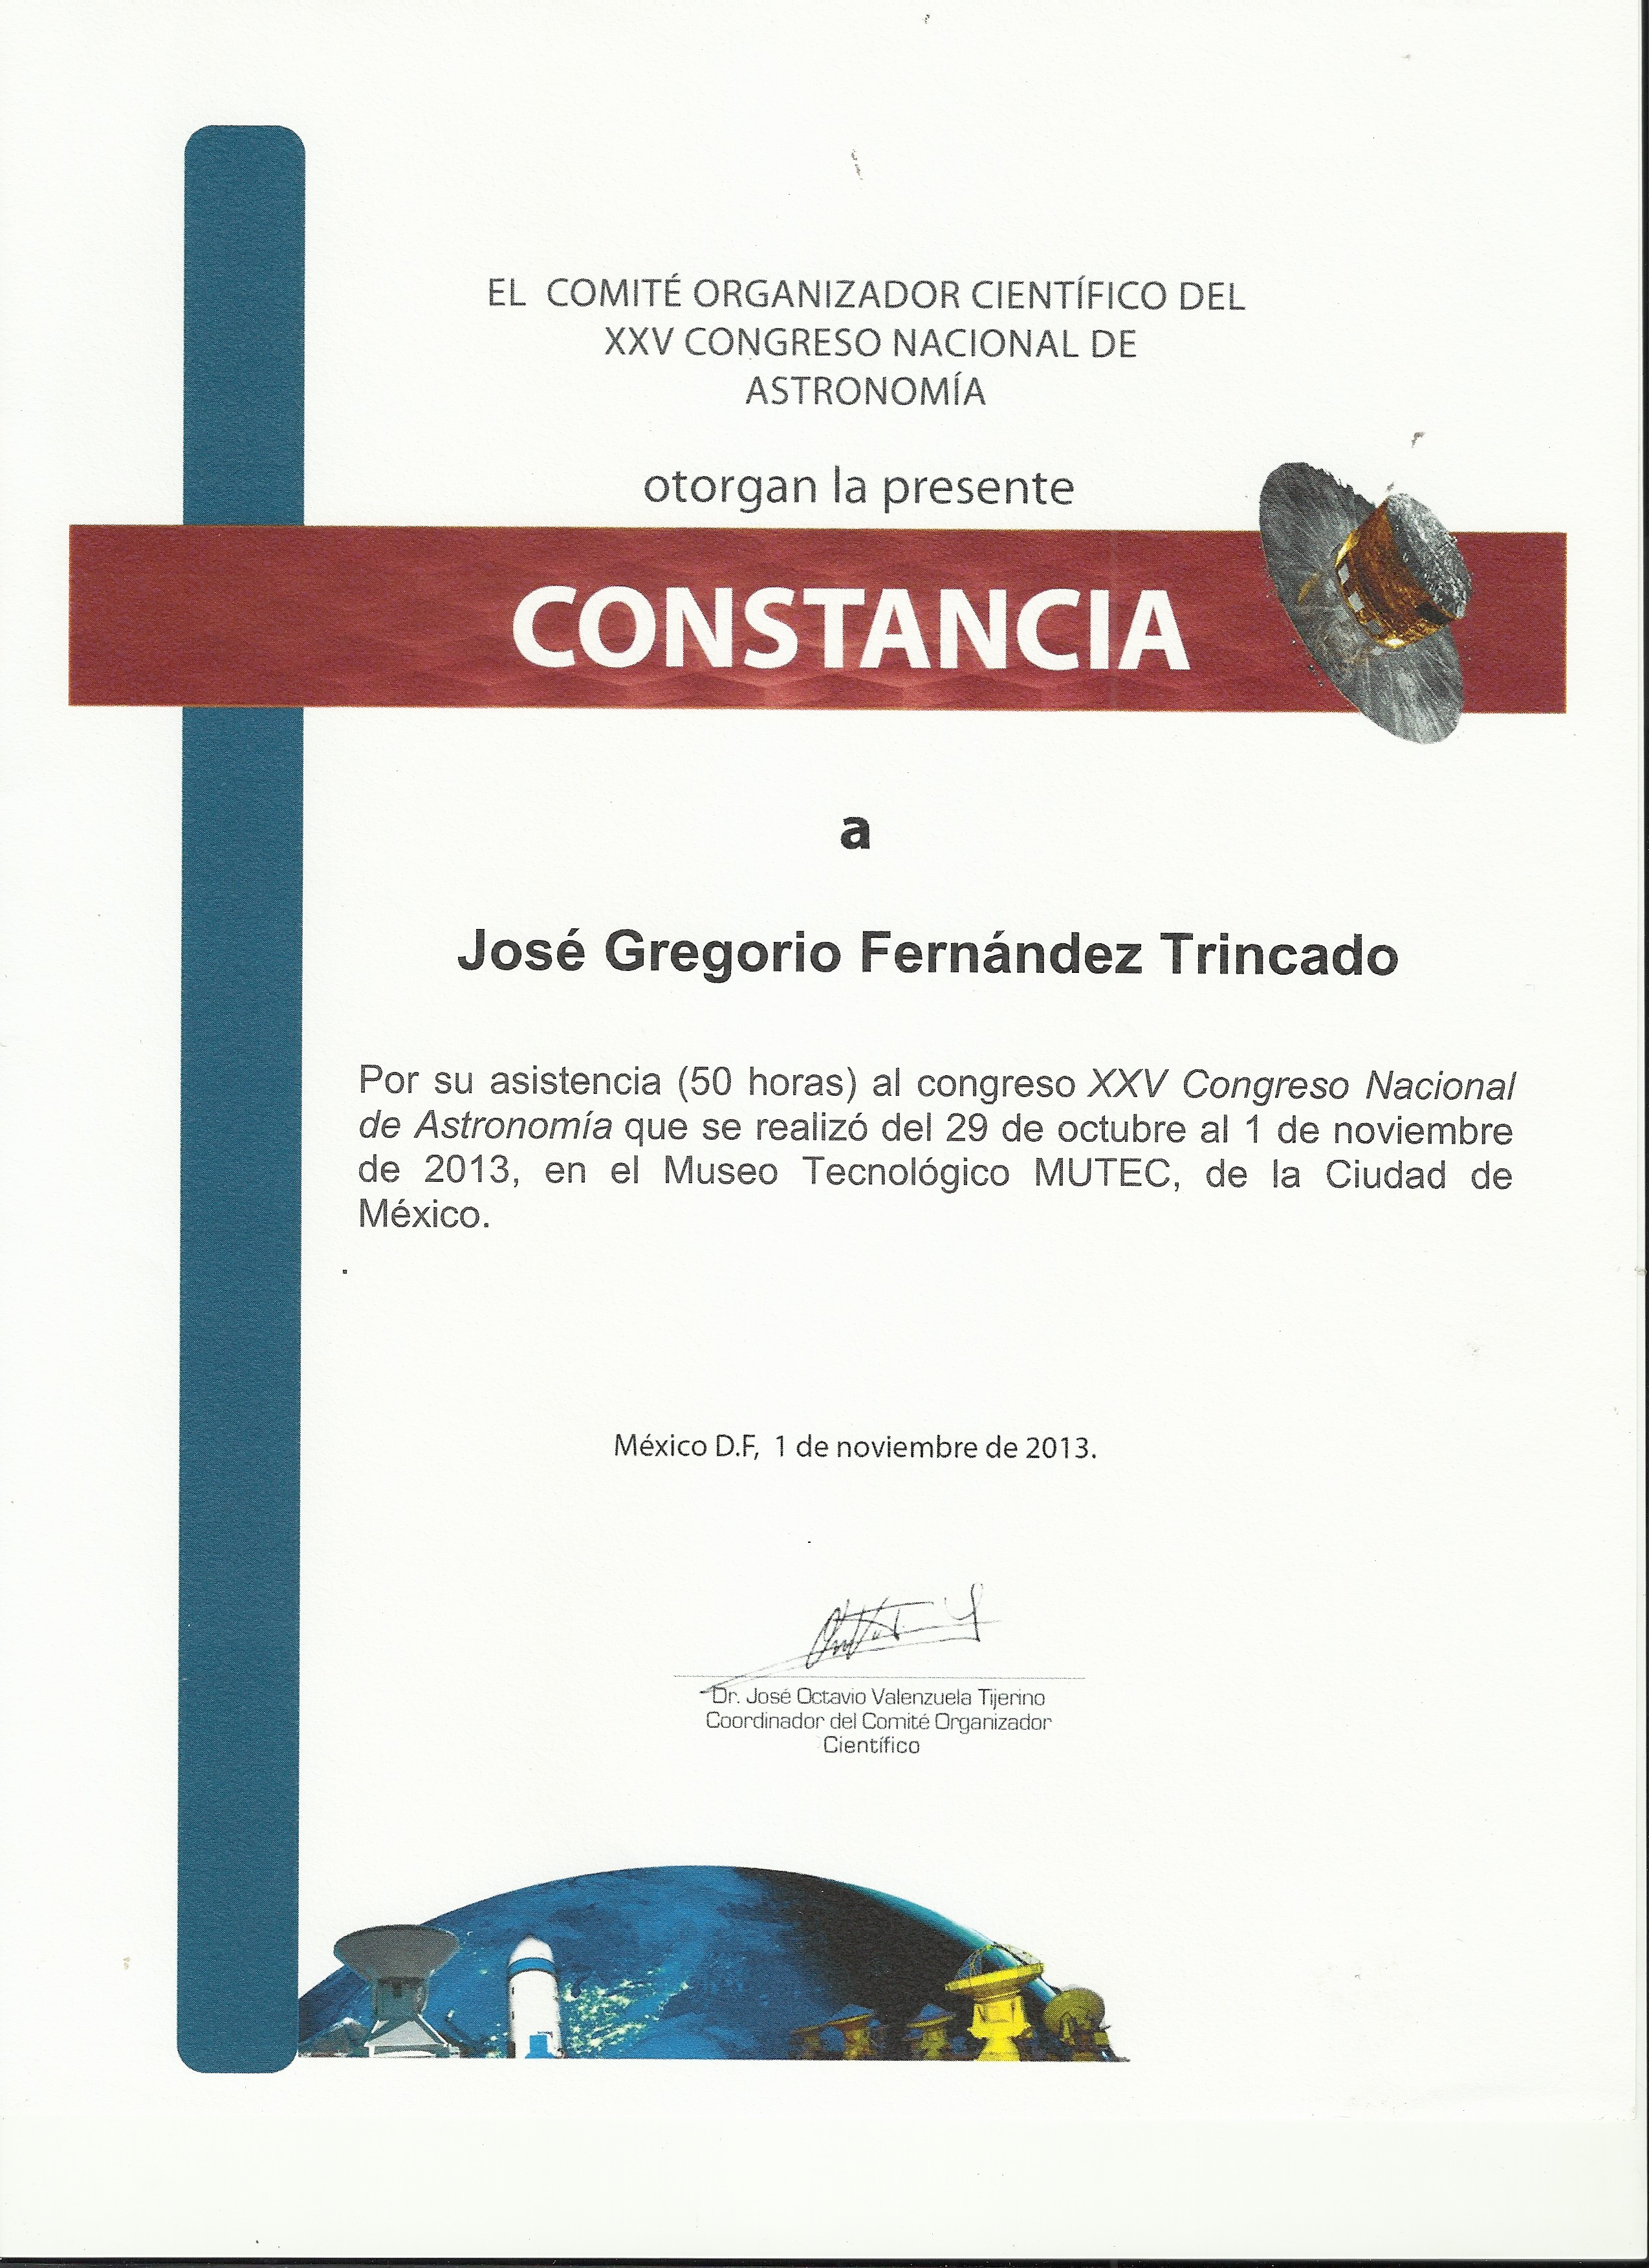 EL COMITÉ ORGANIZADOR CIENTÍFICO DEL
XXV CONGRESO NACIONAL DE
ASTRONOMÍA
otorgan la presente
CONSTANCIA
a
José Gregorio Fernández Trincado
Por su asistencia (50 horas) al congreso XXV Congreso Nacional
de Astronomía que se realizó del 29 de octubre al 1 de noviembre
de 2013, en el Museo Tecnológico MUTEC, de la Ciudad de
México.
.
México D.F, 1 de noviembre de 2013.
Dr. José Octavio Valenzuela Tijerino
Coordinador del Comité Organizador
Científico